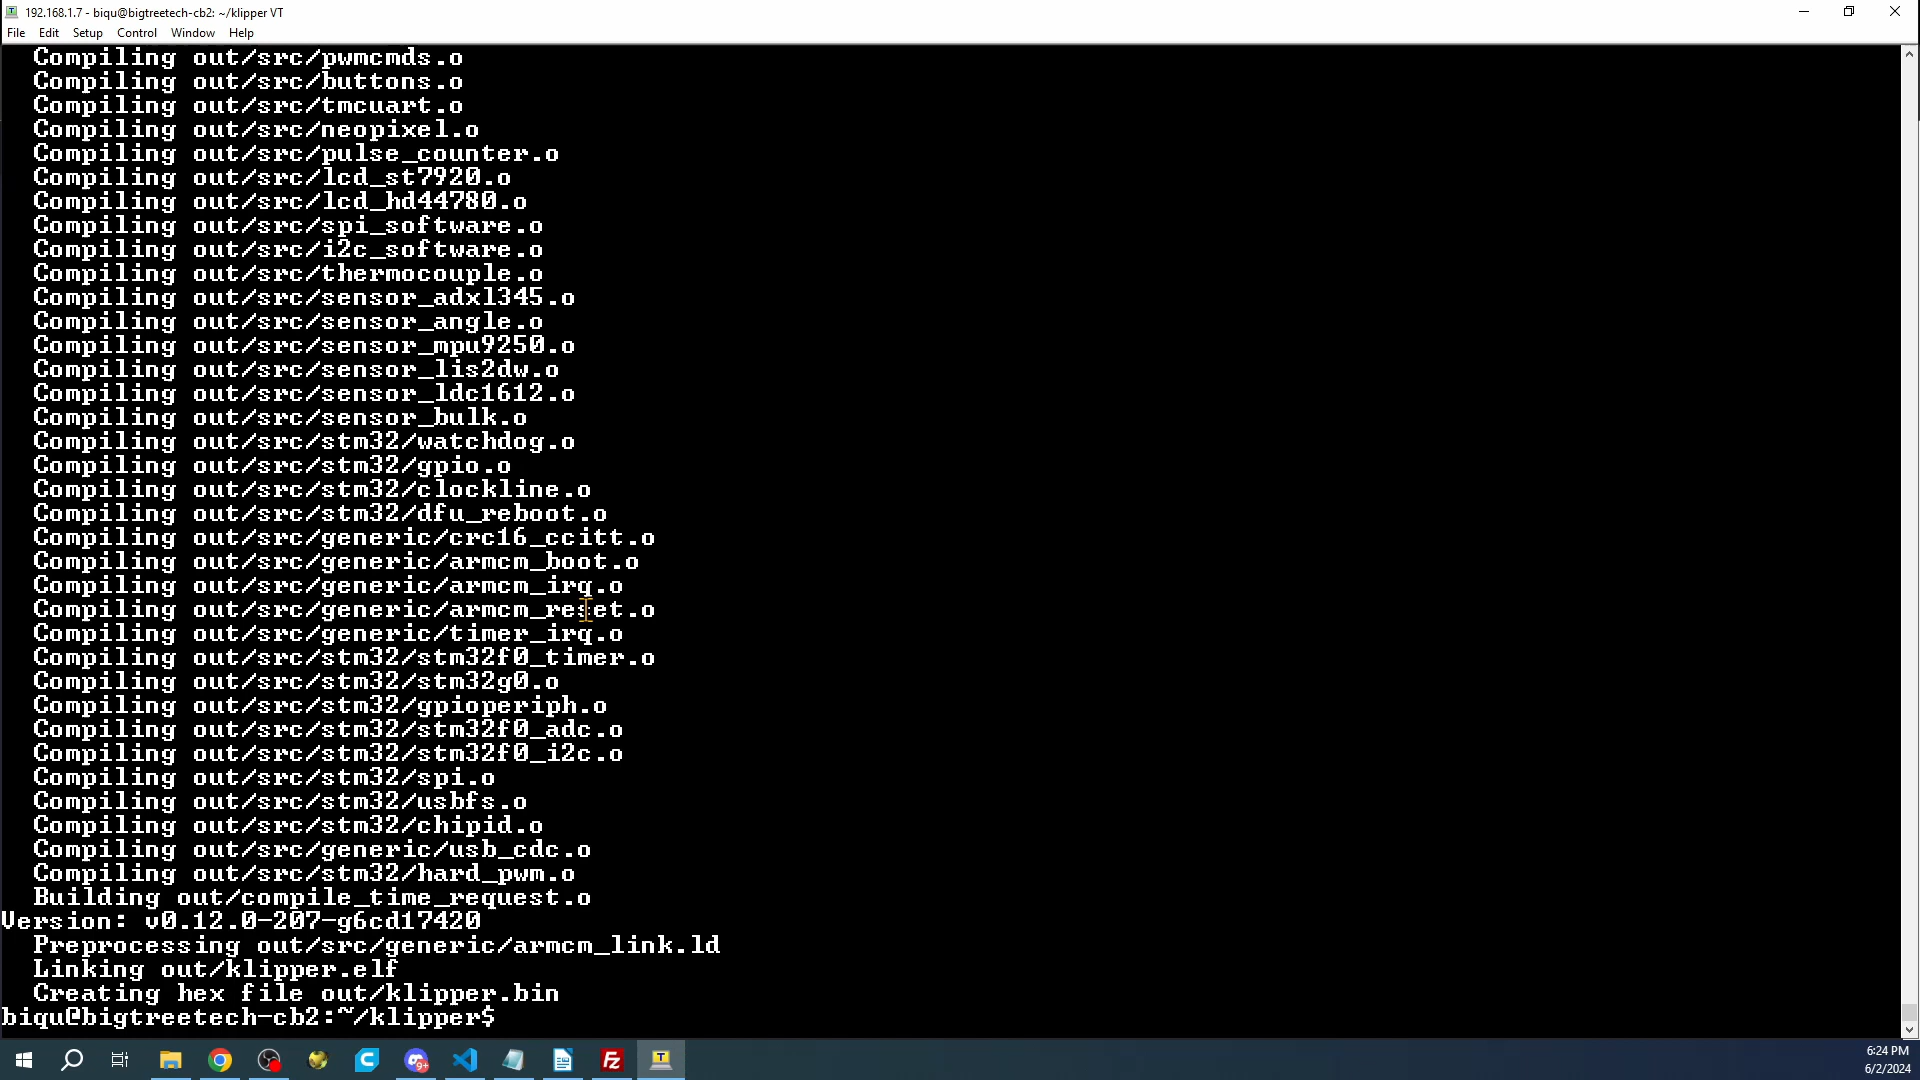 192.168.1.7 - biqu@bigtreetech-cb2: ~/klipper VT
File Edit Setup Control Window Help
Compiling out/src/pwmcmds.o
Compiling out/src/buttons.o
Compiling out/src/tmcuart.o
Compiling out/src/neopixel.o
Compiling out/src/pulse_counter.o
Compiling out/src/lcd_st7920.o
Compiling out/src/lcd_hd44780.o
Compiling out/src/spi_software.o
Compiling out/src/i2c_software.o
Compiling out/src/thermocouple.o
Compiling out/src/sensor_adxl345.o
Compiling out/src/sensor_angle.o
Compiling out/src/sensor_mpu9250.o
Compiling out/src/sensor_lis2dw.o
Compiling out/src/sensor_ldc1612.o
Compiling out/src/sensor_bulk.o
Compiling out/src/stm32/watchdog.o
Compiling out/src/stm32/gpio.o
Compiling out/src/stm32/clockline.o
Compiling out/src/stm32/dfu_reboot.o
Compiling out/src/generic/crc16_ccitt.o
Compiling out/src/generic/armcm_boot.o
Compiling out/src/generic/armcm_irq.o
Compiling out/src/generic/armcm_reset.o
Compiling out/src/generic/timer_irq.o
Compiling out/src/stm32/stm32f0_timer.o
Compiling out/src/stm32/stm32g0.o
Compiling out/src/stm32/gpioperiph.o
Compiling out/src/stm32/stm32f0_adc.o
Compiling out/src/stm32/stm32f0_i2c.o
Compiling out/src/stm32/spi.o
Compiling out/src/stm32/usbfs.o
Compiling out/src/stm32/chipid.o
Compiling out/src/generic/usb_cdc.o
Compiling out/src/stm32/hard_pwm.o
Building out/compile_time_request.o
Version: v0.12.0-207-g6cd17420
Preprocessing out/src/generic/armcm_link.ld
Linking out/klipper.elf
Creating hex file out/klipper.bin
biqu@bigtreetech-cb2:~/klipper$
6:24 PM
6/2/2024